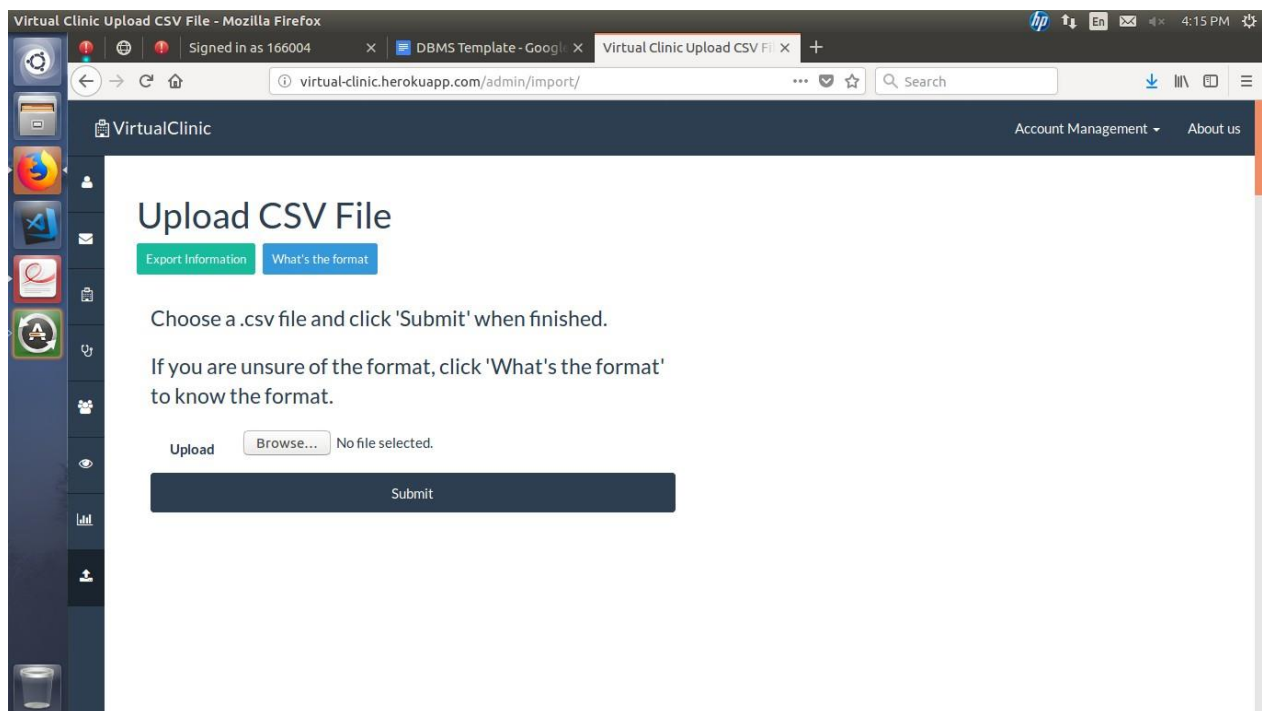 Virtual Clinic Upload CSV File - Mozilla Firefox
hp En 4:15 PM
Signed in as 166004 DBMS Template - Googl Virtual Clinic Upload CSV Fil
virtual-clinic.herokuapp.com/admin/import/ Search
VirtualClinic Account Management About us
Upload CSV File
Export Information What's the format
Choose a .csv file and click 'Submit' when finished.
If you are unsure of the format, click 'What's the format'
to know the format.
Upload Browse... No file selected.
Submit